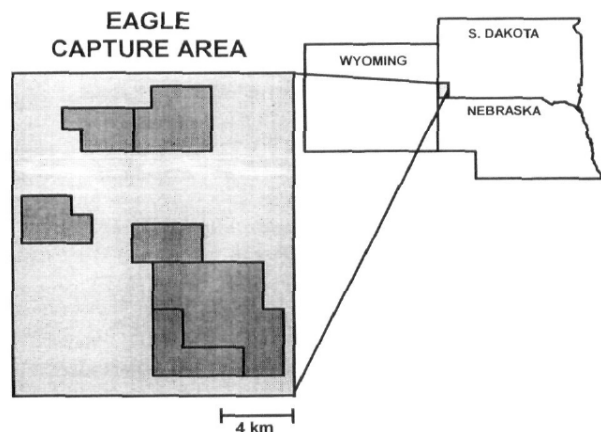 EAGLE
CAPTURE AREA
S. DAKOTA
WYOMING
NEBRASKA
4 km